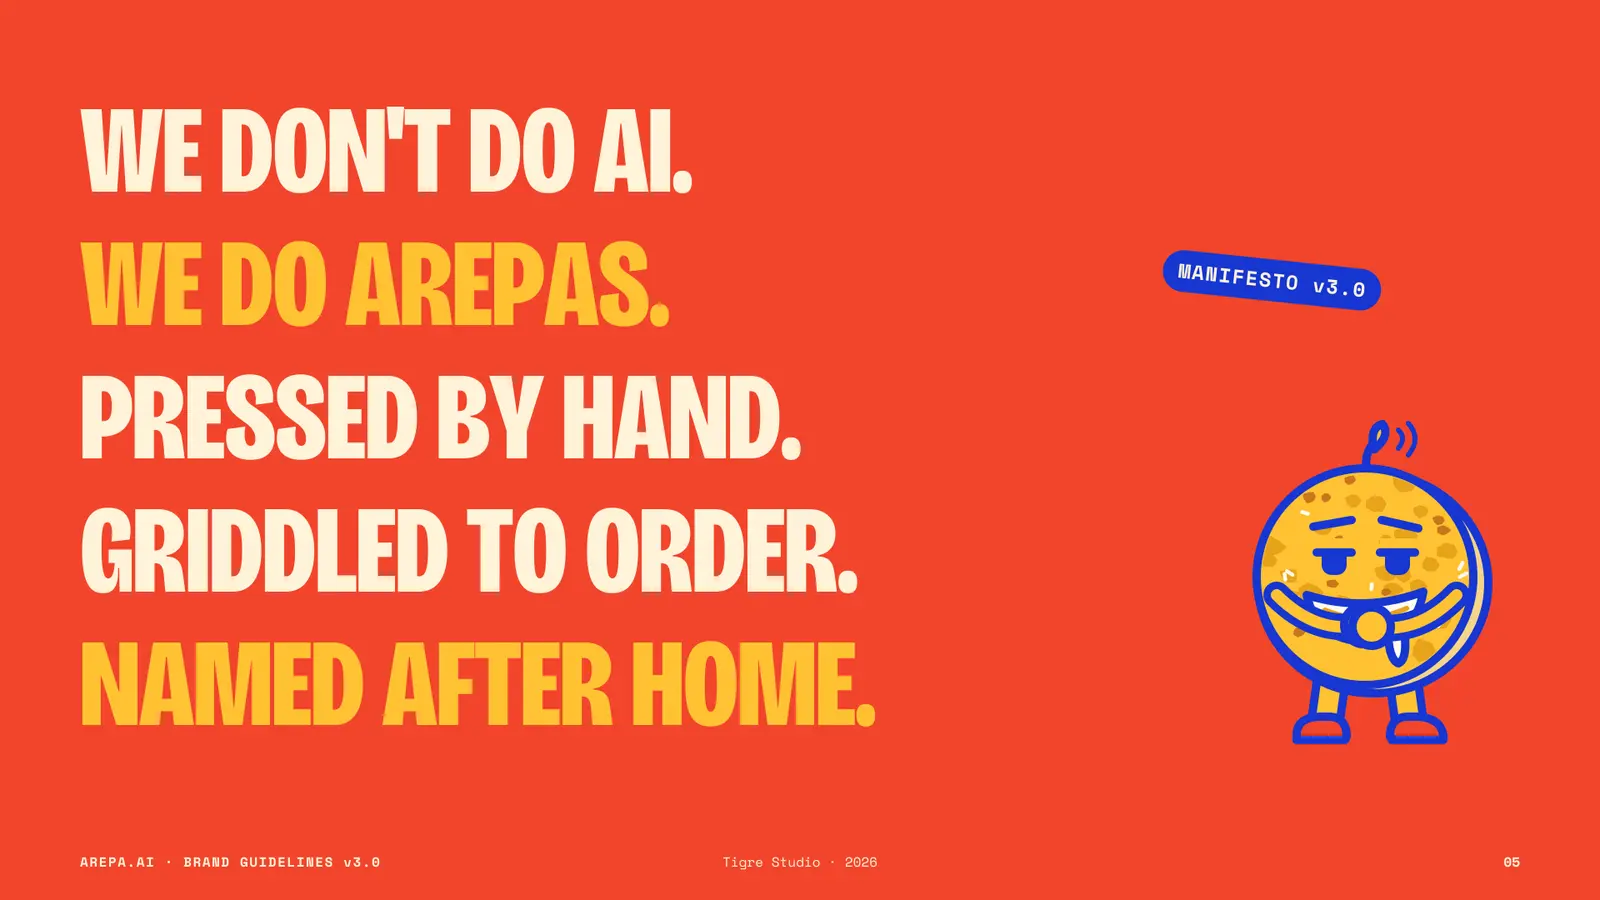 WE DON'T DO AI.
WE DO AREPAS.
PRESSED BY HAND.
GRIDDLED TO ORDER.
NAMED AFTER HOME.
MANIFESTO v3.0
AREPA.AI · BRAND GUIDELINES v3.0
Tigre Studio · 2026
05